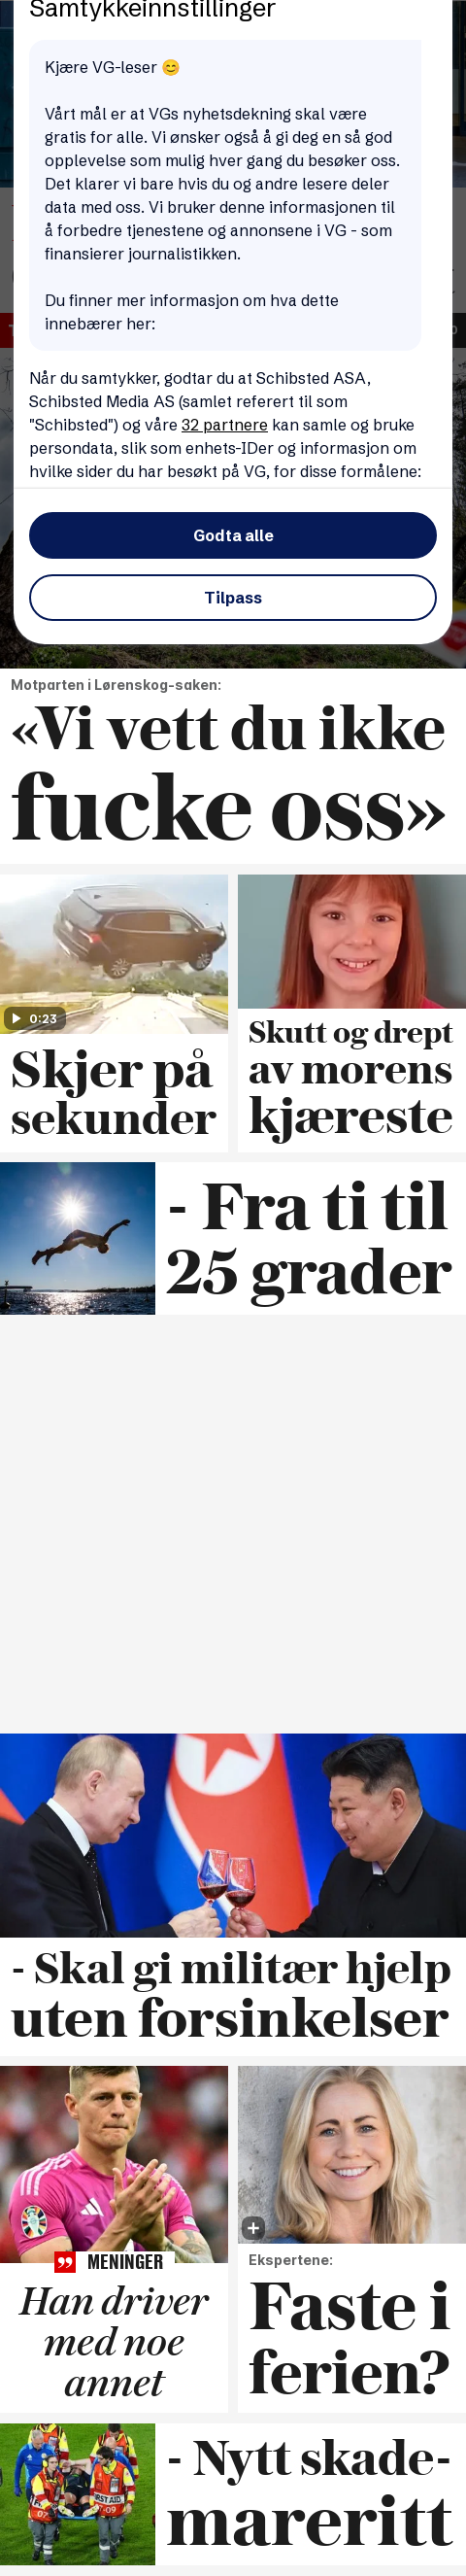 Samtykkeinnstillinger
Kjære VG-leser 😊
Vårt mål er at VGs nyhetsdekning skal være
gratis for alle. Vi ønsker også å gi deg en så god
opplevelse som mulig hver gang du besøker oss.
Det klarer vi bare hvis du og andre lesere deler
data med oss. Vi bruker denne informasjonen til
å forbedre tjenestene og annonsene i VG - som
finansierer journalistikken.
Du finner mer informasjon om hva dette
innebærer her:
Når du samtykker, godtar du at Schibsted ASA,
Schibsted Media AS (samlet referert til som
"Schibsted") og våre 32 partnere kan samle og bruke
persondata, slik som enhets-IDer og informasjon om
hvilke sider du har besøkt på VG, for disse formålene:
Godta alle
Tilpass
Motparten i Lørenskog-saken:
«Vi vett du ikke
fucke oss»
0:23
Skjer på
sekunder
Skutt og drept
av morens
kjæreste
- Fra ti til
25 grader
- Skal gi militær hjelp
uten forsinkelser
MENINGER
Han driver
med noe
annet
Ekspertene:
Faste i
ferien?
- Nytt skade-
mareritt